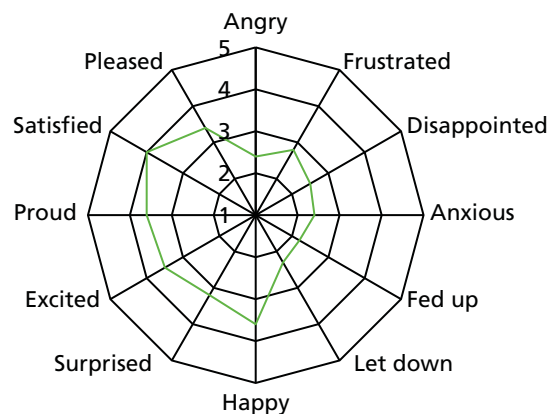 Angry
Frustrated
Disappointed
Anxious
Fed up
Let down
Happy
Surprised
Excited
Proud
Satisfied
Pleased
5
4
3
2
1